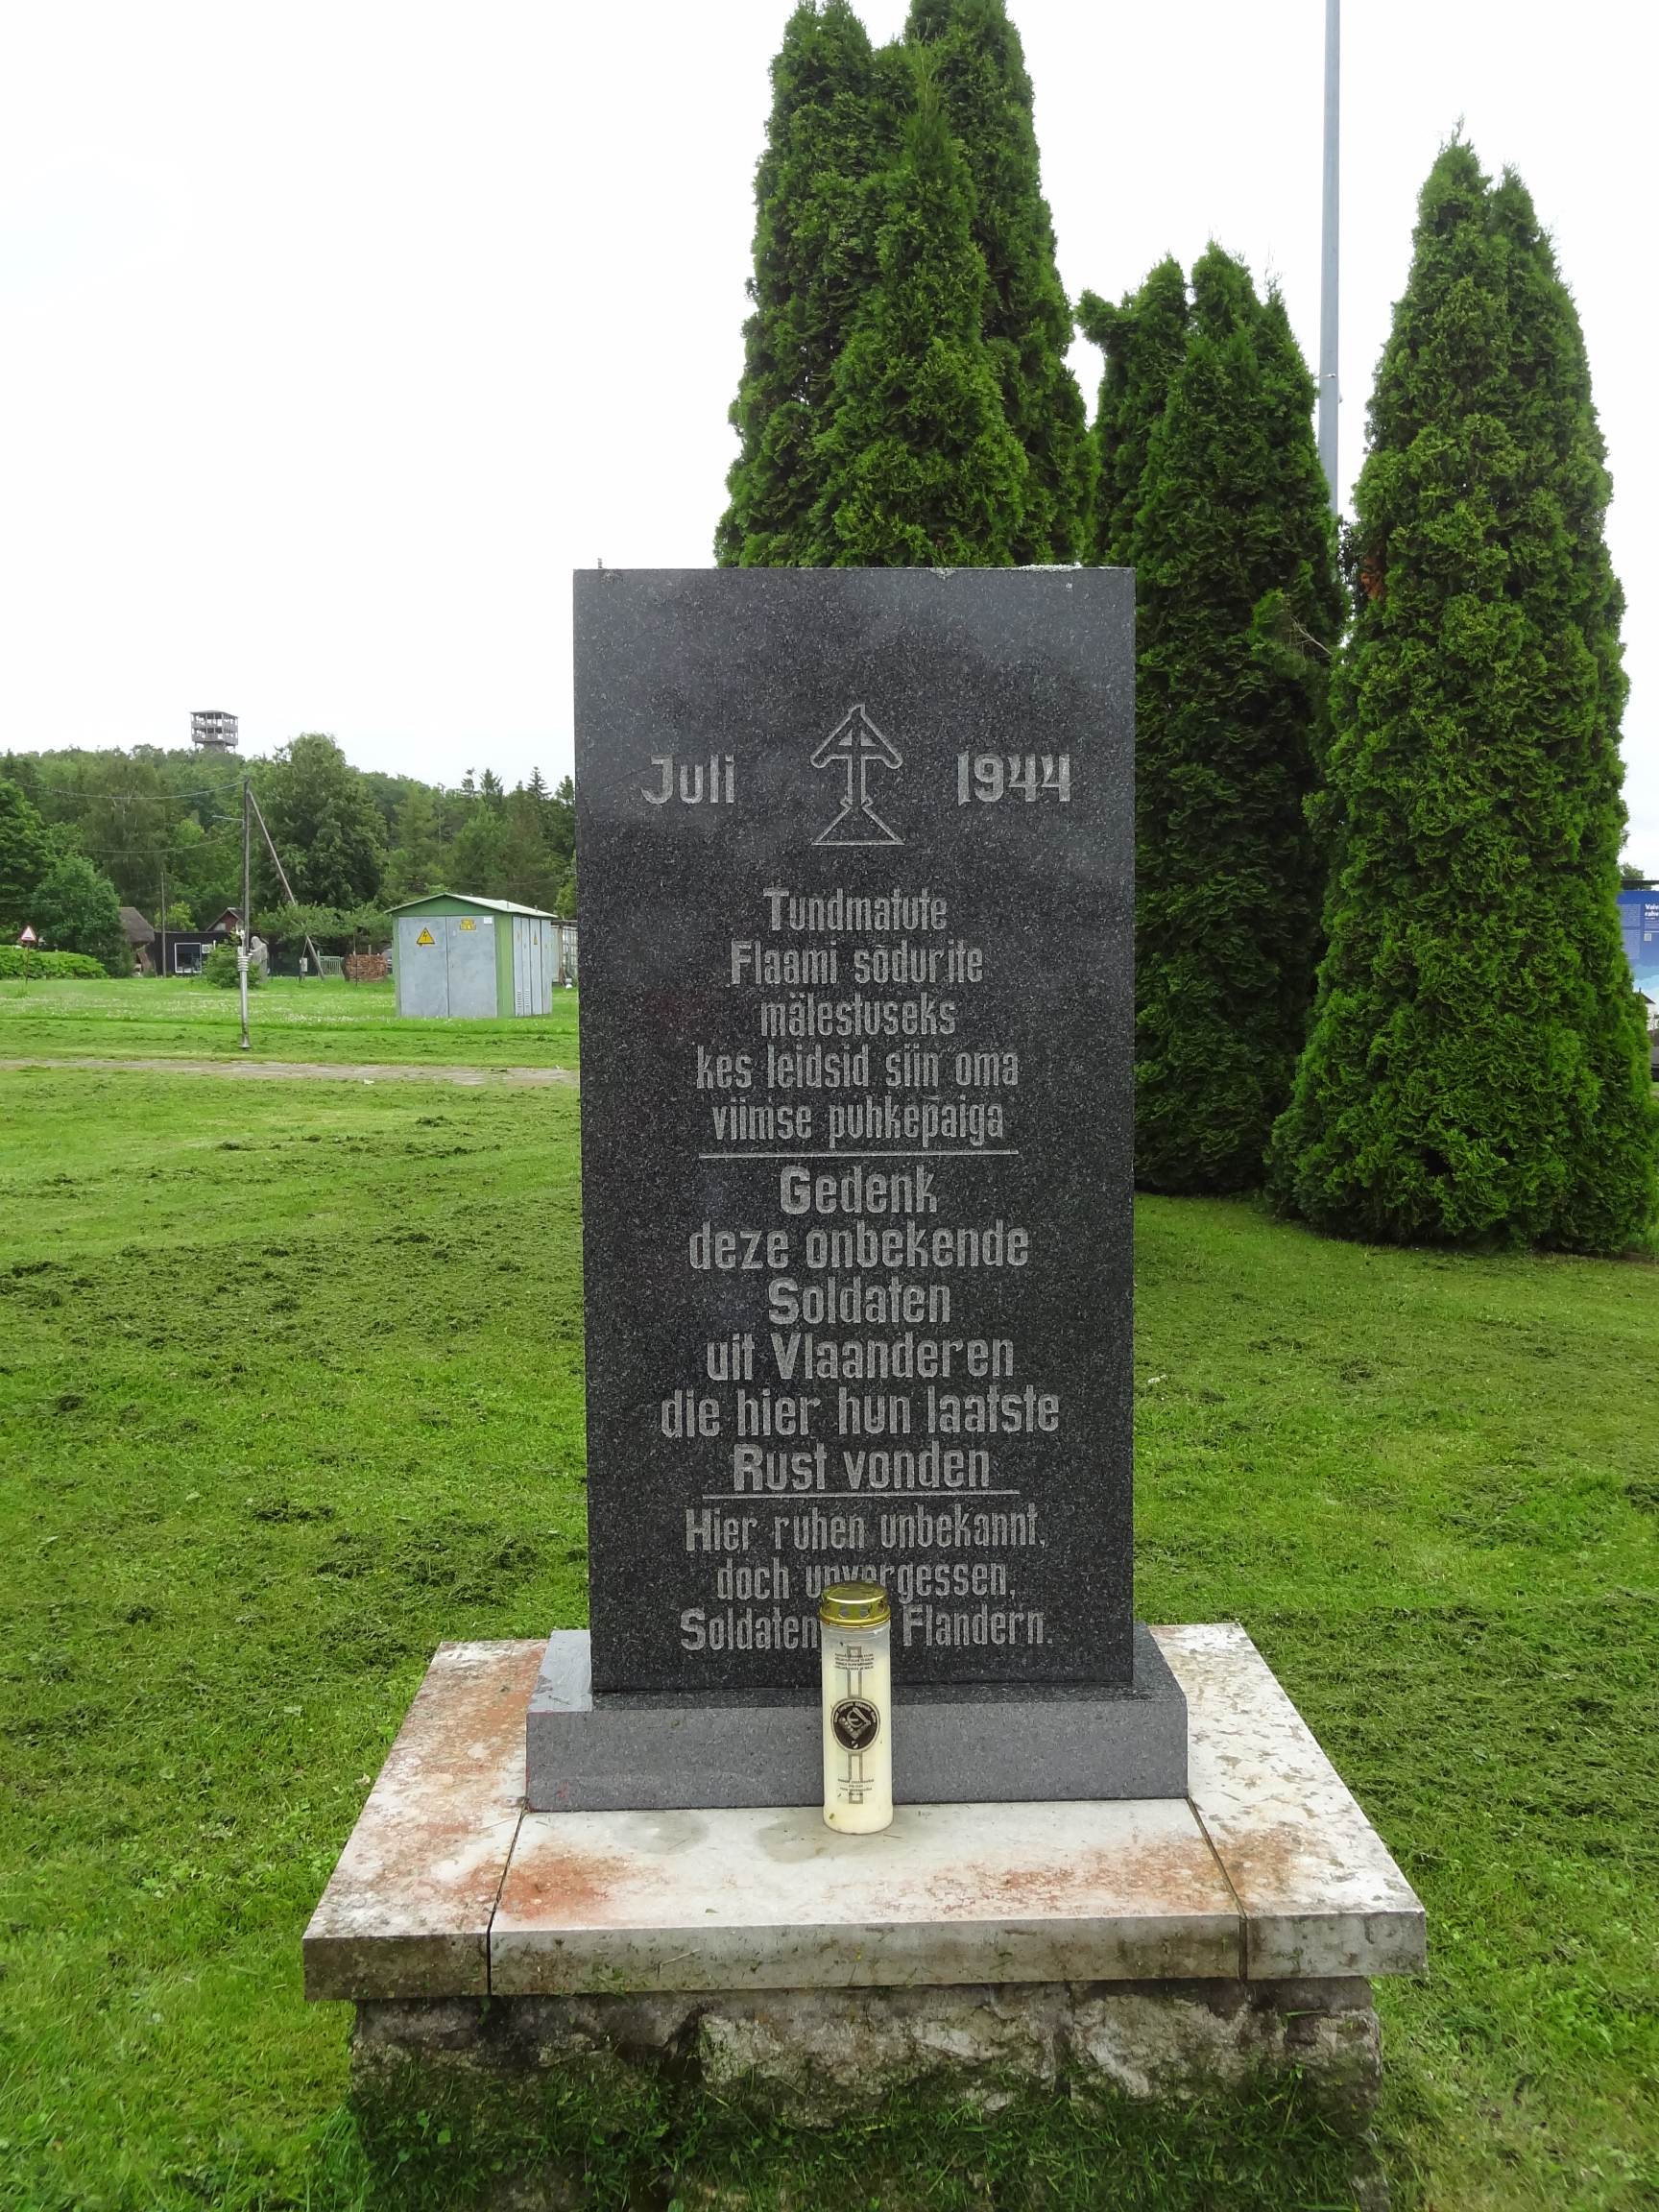 Juli 1944
Tundmatute
Flaami sõdurite
mälestuseks
kes leidsid siin oma
viimse puhkepaiga
Gedenk
deze onbekende
Soldaten
uit Vlaanderen
die hier hun laatste
Rust vonden
Hier ruhen unbekannt,
doch unvergessen,
Soldaten Flandern.